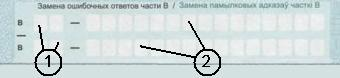 Замена ошибочных ответов части В / Замена памылковых адказаў часткі В
В —
—
В —
1 2